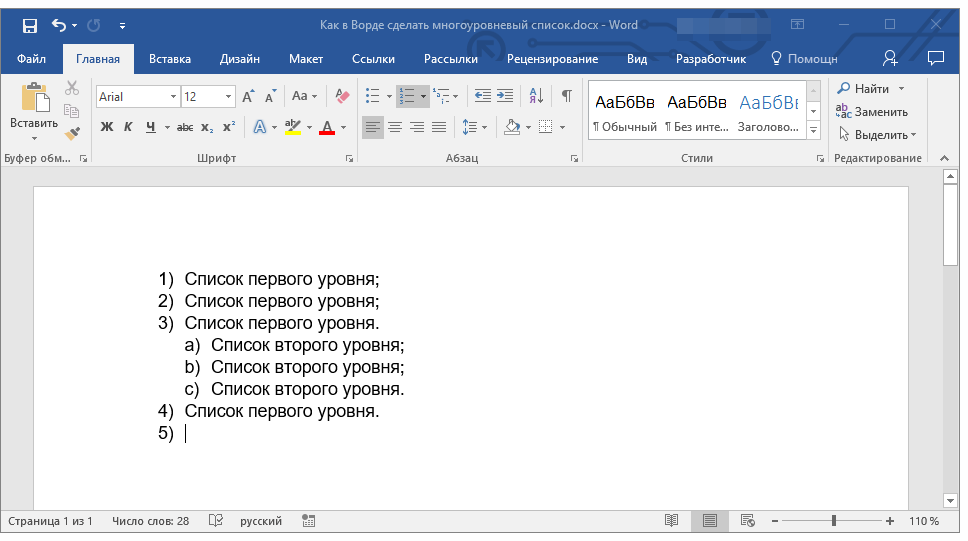 Как в Ворде сделать многоуровневый список.docx - Word
Файл Главная Вставка Дизайн Макет Ссылки Рассылки Рецензирование Вид Разработчик Помощн
Вставить
Буфер обм...
Arial 12 Aa
Ж К Ч abc x₂ x² A ab A
Шрифт
Абзац
АаБбВв АаБбВв АаБбВі
¶ Обычный ¶ Без инте... Заголово...
Стили
Найти
Заменить
Выделить
Редактирование
1) Список первого уровня;
2) Список первого уровня;
3) Список первого уровня.
a) Список второго уровня;
b) Список второго уровня;
c) Список второго уровня.
4) Список первого уровня.
5)
Страница 1 из 1 Число слов: 28 русский 110 %